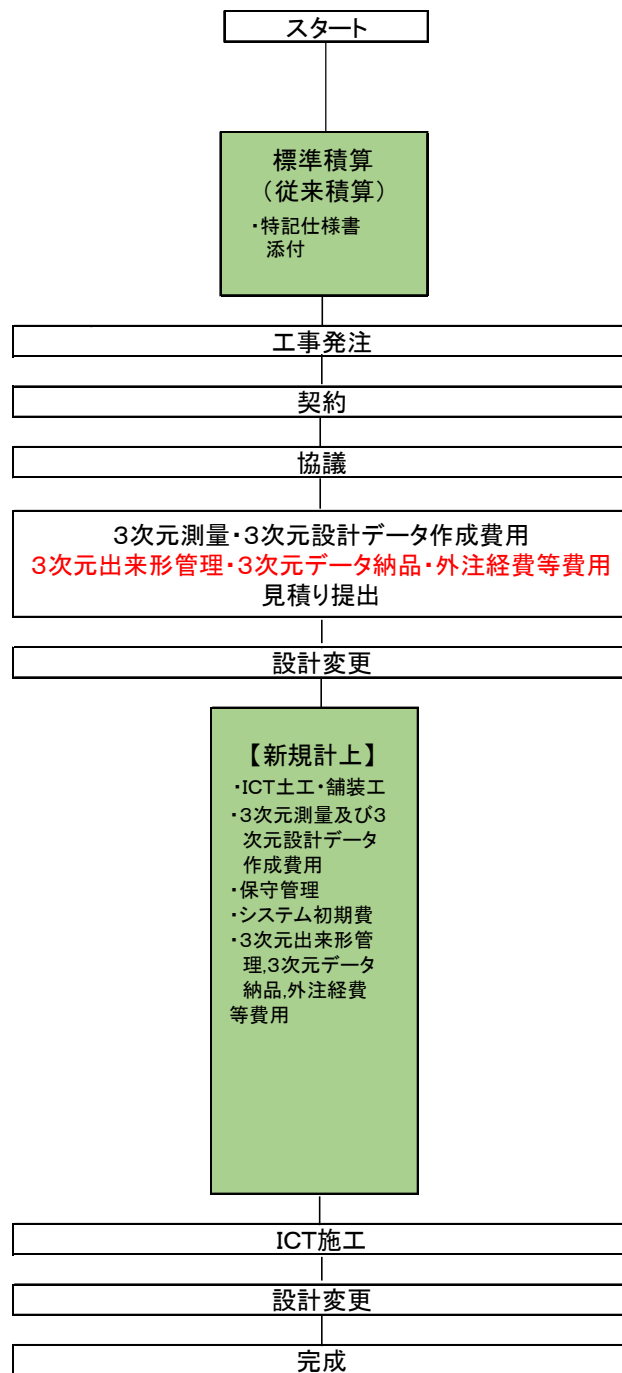 スタート
標準積算
（従来積算）
・特記仕様書
添付
工事発注
契約
協議
３次元測量・３次元設計データ作成費用
３次元出来形管理・３次元データ納品・外注経費等費用
見積り提出
設計変更
【新規計上】
・ICT土工・舗装工
・３次元測量及び３
次元設計データ
作成費用
・保守管理
・システム初期費
・３次元出来形管
理,３次元データ
納品,外注経費
等費用
ICT施工
設計変更
完成